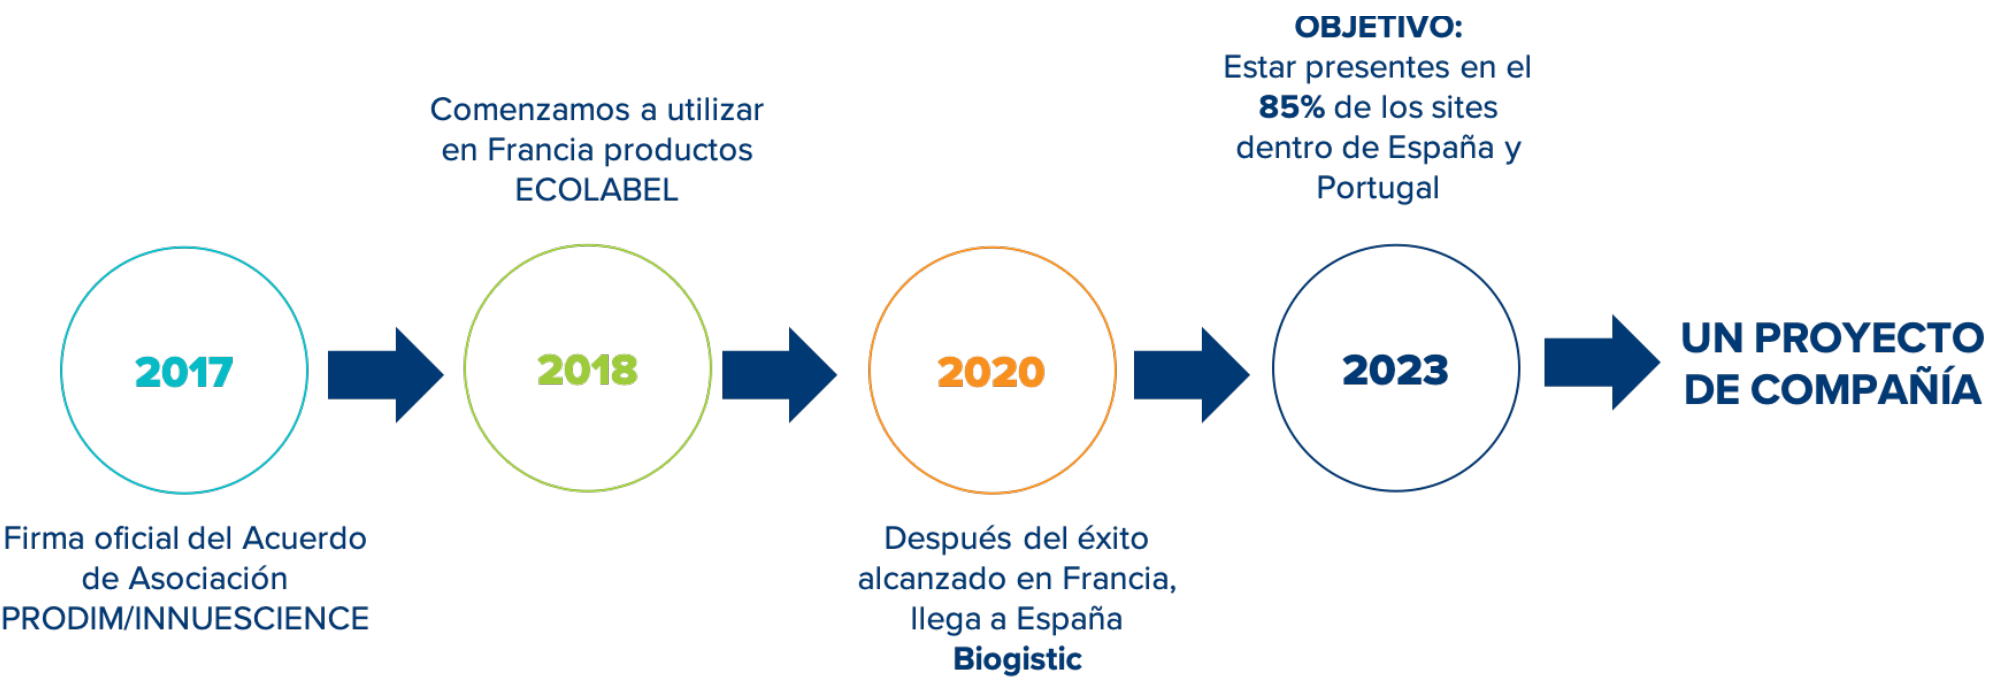 2017
Firma oficial del Acuerdo
de Asociación
PRODIM/INNUESCIENCE
Comenzamos a utilizar
en Francia productos
ECOLABEL
2018
2020
Después del éxito
alcanzado en Francia,
llega a España
Biogistic
OBJETIVO:
Estar presentes en el
85% de los sites
dentro de España y
Portugal
2023
UN PROYECTO
DE COMPAÑÍA